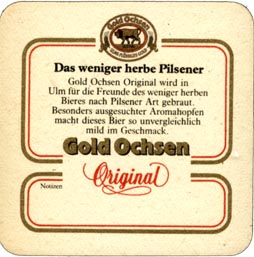 Gold Ochsen
Das weniger herbe Pilsener
Gold Ochsen Original wird in
Ulm für die Freunde des weniger herben
Bieres nach Pilsener Art gebraut.
Besonders ausgesuchter Aromahopfen
macht dieses Bier so unvergleichlich
mild im Geschmack.
Gold Ochsen
Original
Notizen